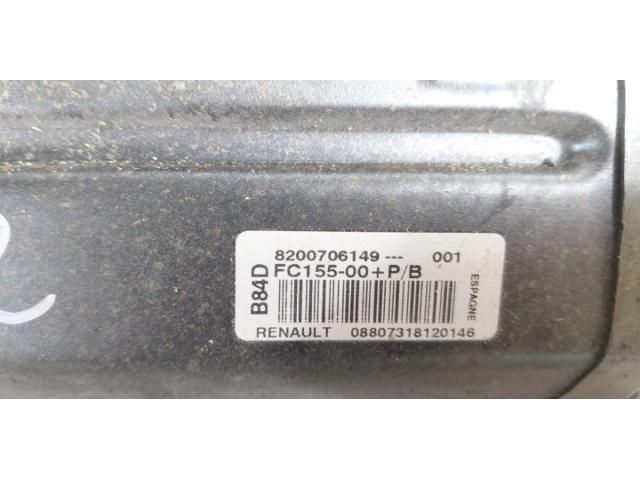 8200706149 --- 001
B84D
FC155-00+P/B
ESPAGNE
RENAULT 08807318120146